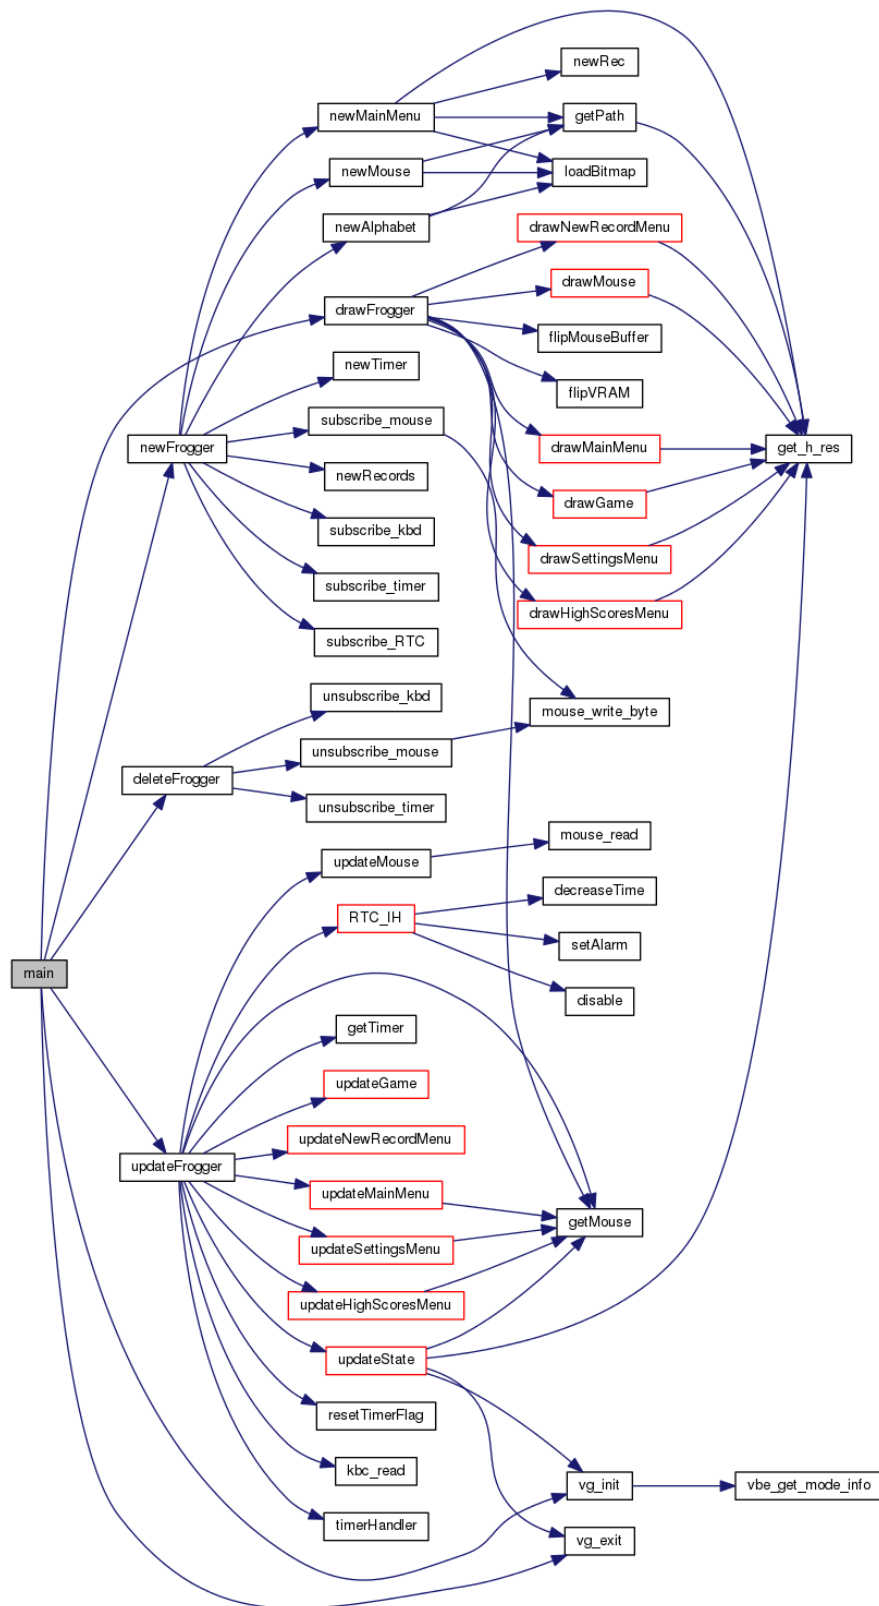 newRec
newMainMenu
getPath
newMouse
loadBitmap
newAlphabet
drawNewRecordMenu
drawMouse
drawFrogger
flipMouseBuffer
newTimer
flipVRAM
subscribe_mouse
newFrogger
drawMainMenu
get_h_res
newRecords
drawGame
subscribe_kbd
drawSettingsMenu
subscribe_timer
drawHighScoresMenu
subscribe_RTC
unsubscribe_kbd
mouse_write_byte
unsubscribe_mouse
deleteFrogger
unsubscribe_timer
mouse_read
updateMouse
decreaseTime
RTC_IH
setAlarm
main
disable
getTimer
updateGame
updateNewRecordMenu
updateFrogger
updateMainMenu
getMouse
updateSettingsMenu
updateHighScoresMenu
updateState
resetTimerFlag
kbc_read
vg_init
vbe_get_mode_info
timerHandler
vg_exit